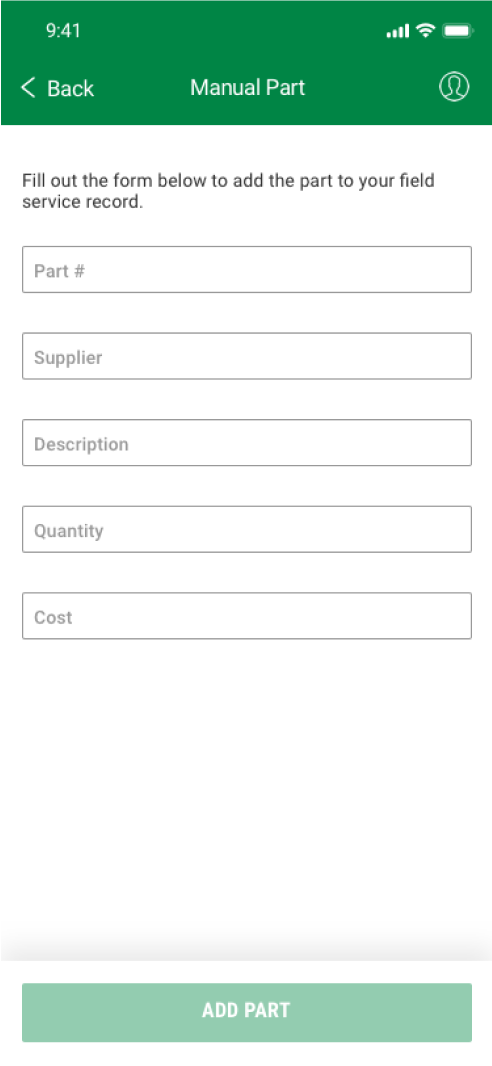 9:41
Back
Manual Part
Fill out the form below to add the part to your field
service record.
Part #
Supplier
Description
Quantity
Cost
ADD PART